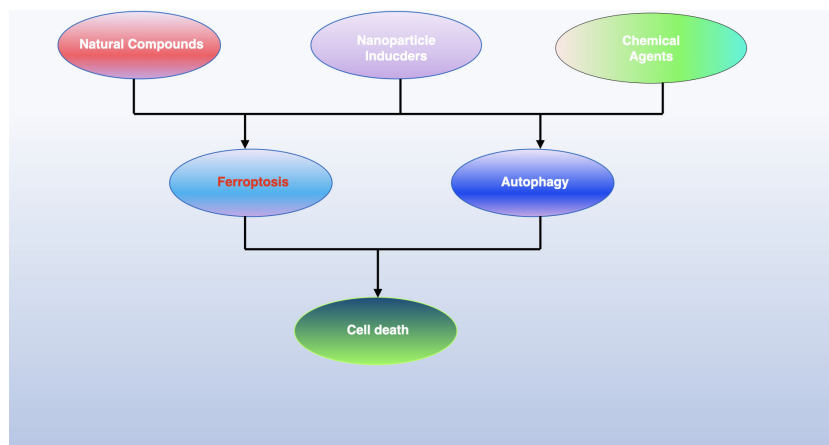 Natural Compounds
Nanoparticle
Inducders
Chemical
Agents
Ferroptosis
Autophagy
Cell death